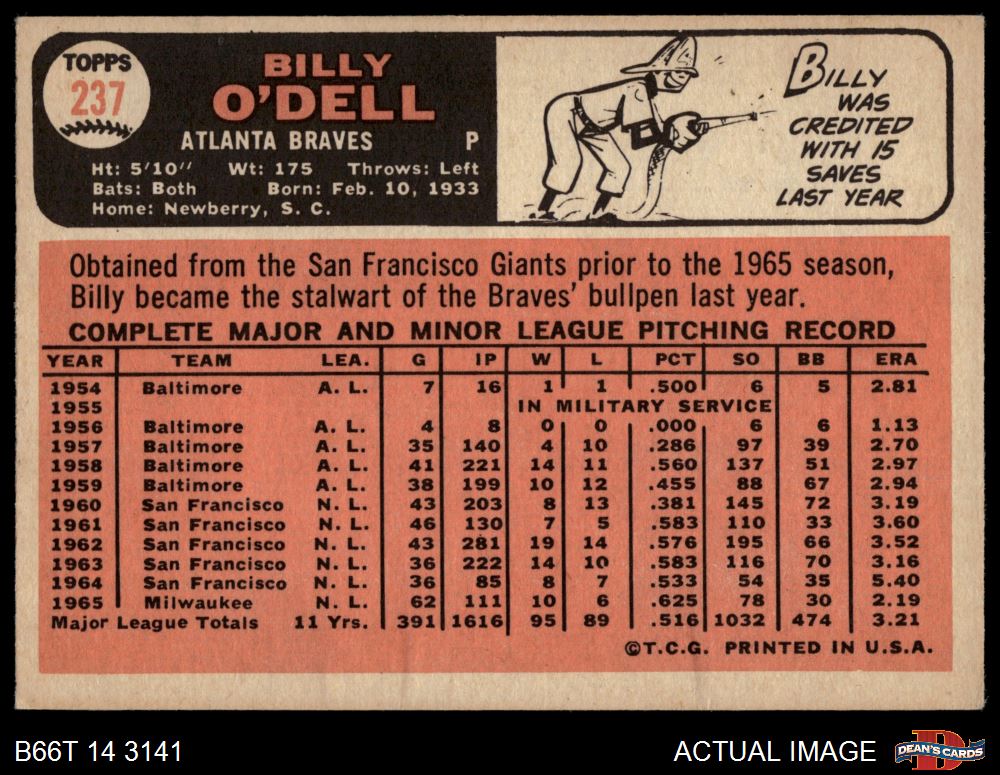 TOPPS
237
BILLY
O'DELL
ATLANTA BRAVES P
Ht: 5'10" Wt: 175 Throws: Left
Bats: Both Born: Feb. 10, 1933
Home: Newberry, S. C.
BILLY
WAS
CREDITED
WITH 15
SAVES
LAST YEAR
Obtained from the San Francisco Giants prior to the 1965 season,
Billy became the stalwart of the Braves' bullpen last year.
COMPLETE MAJOR AND MINOR LEAGUE PITCHING RECORD
YEAR TEAM LEA. G IP W L PCT SO BB ERA
1954 Baltimore A. L. 7 16 1 1 .500 6 5 2.81
1955 IN MILITARY SERVICE
1956 Baltimore A. L. 4 8 0 0 .000 6 6 1.13
1957 Baltimore A. L. 35 140 4 10 .286 97 39 2.70
1958 Baltimore A. L. 41 221 14 11 .560 137 51 2.97
1959 Baltimore A. L. 38 199 10 12 .455 88 67 2.94
1960 San Francisco N. L. 43 203 8 13 .381 145 72 3.19
1961 San Francisco N. L. 46 130 7 5 .583 110 33 3.60
1962 San Francisco N. L. 43 281 19 14 .576 195 66 3.52
1963 San Francisco N. L. 36 222 14 10 .583 116 70 3.16
1964 San Francisco N. L. 36 85 8 7 .533 54 35 5.40
1965 Milwaukee N. L. 62 111 10 6 .625 78 30 2.19
Major League Totals 11 Yrs. 391 1616 95 89 .516 1032 474 3.21
©T.C.G. PRINTED IN U.S.A.
B66T 14 3141
ACTUAL IMAGE
DEAN'S CARDS